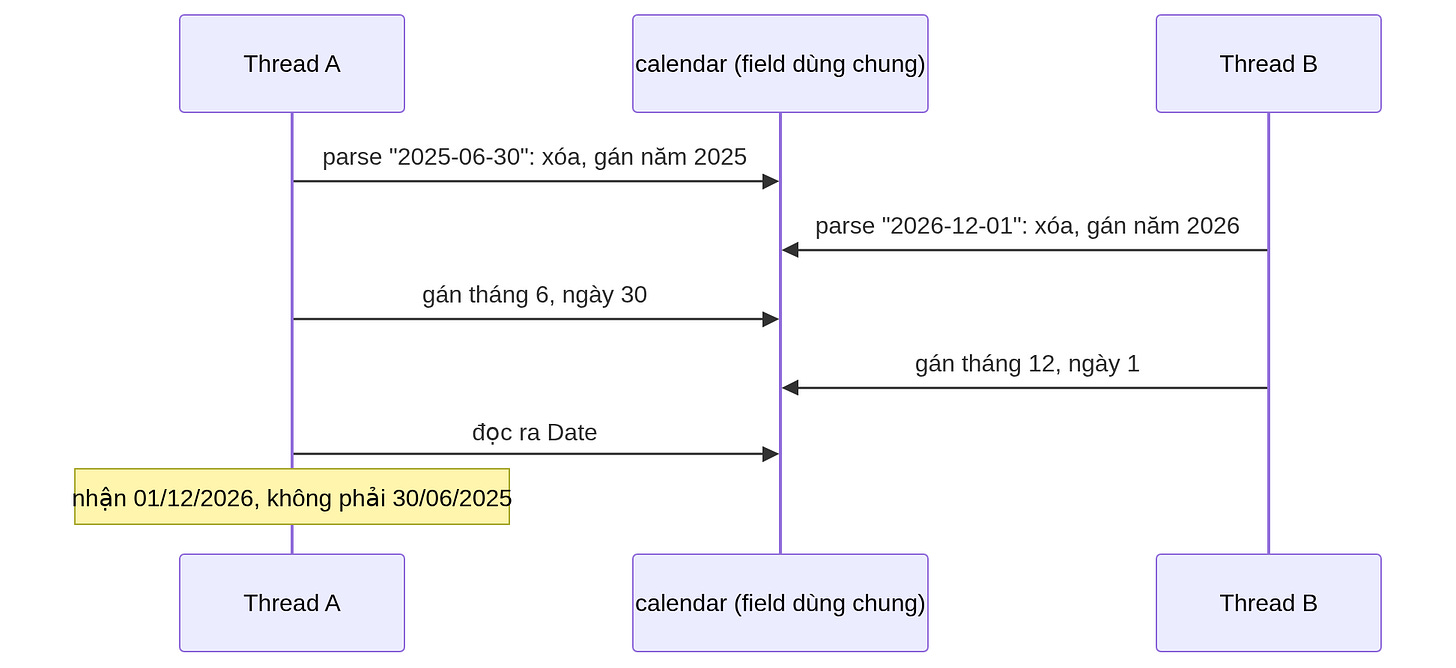 Thread A
calendar (field dùng chung)
Thread B
parse "2025-06-30": xóa, gán năm 2025
parse "2026-12-01": xóa, gán năm 2026
gán tháng 6, ngày 30
gán tháng 12, ngày 1
đọc ra Date
nhận 01/12/2026, không phải 30/06/2025
Thread A
calendar (field dùng chung)
Thread B